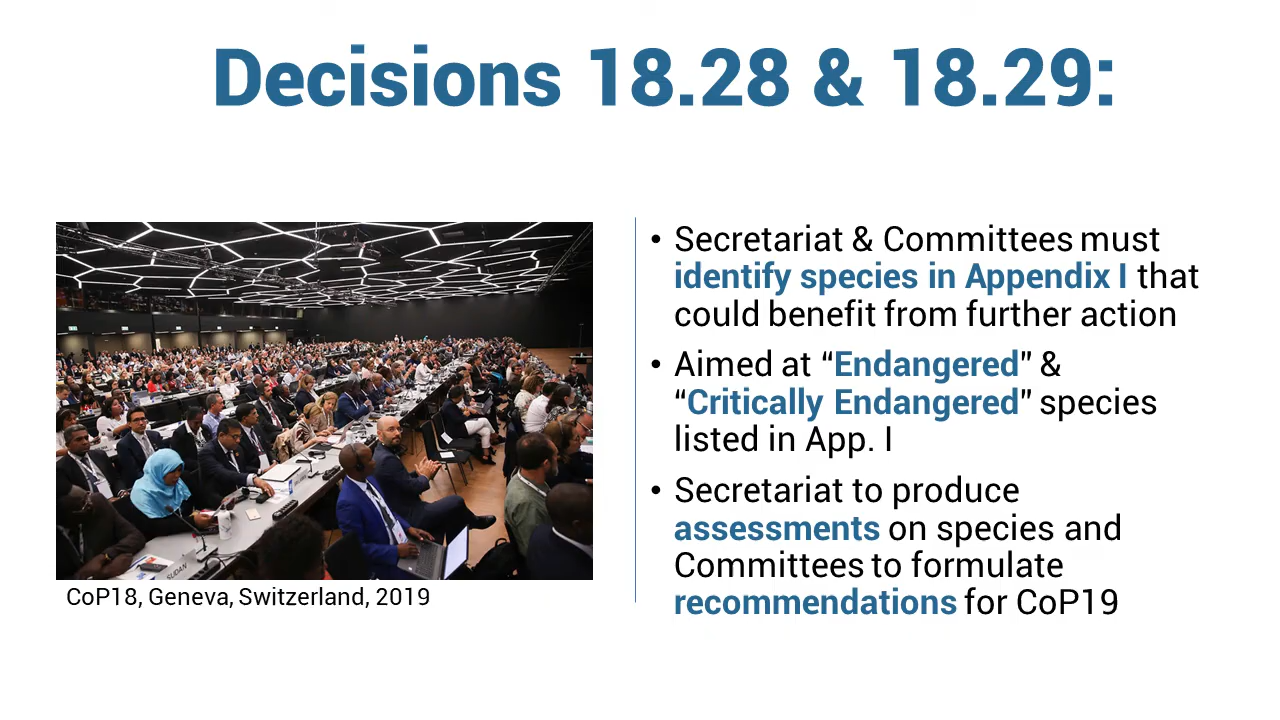 Decisions 18.28 & 18.29:
• Secretariat & Committees must
identify species in Appendix I that
could benefit from further action
• Aimed at “Endangered” &
“Critically Endangered” species
listed in App. I
• Secretariat to produce
assessments on species and
Committees to formulate
recommendations for CoP19
SUDAN
CoP18, Geneva, Switzerland, 2019